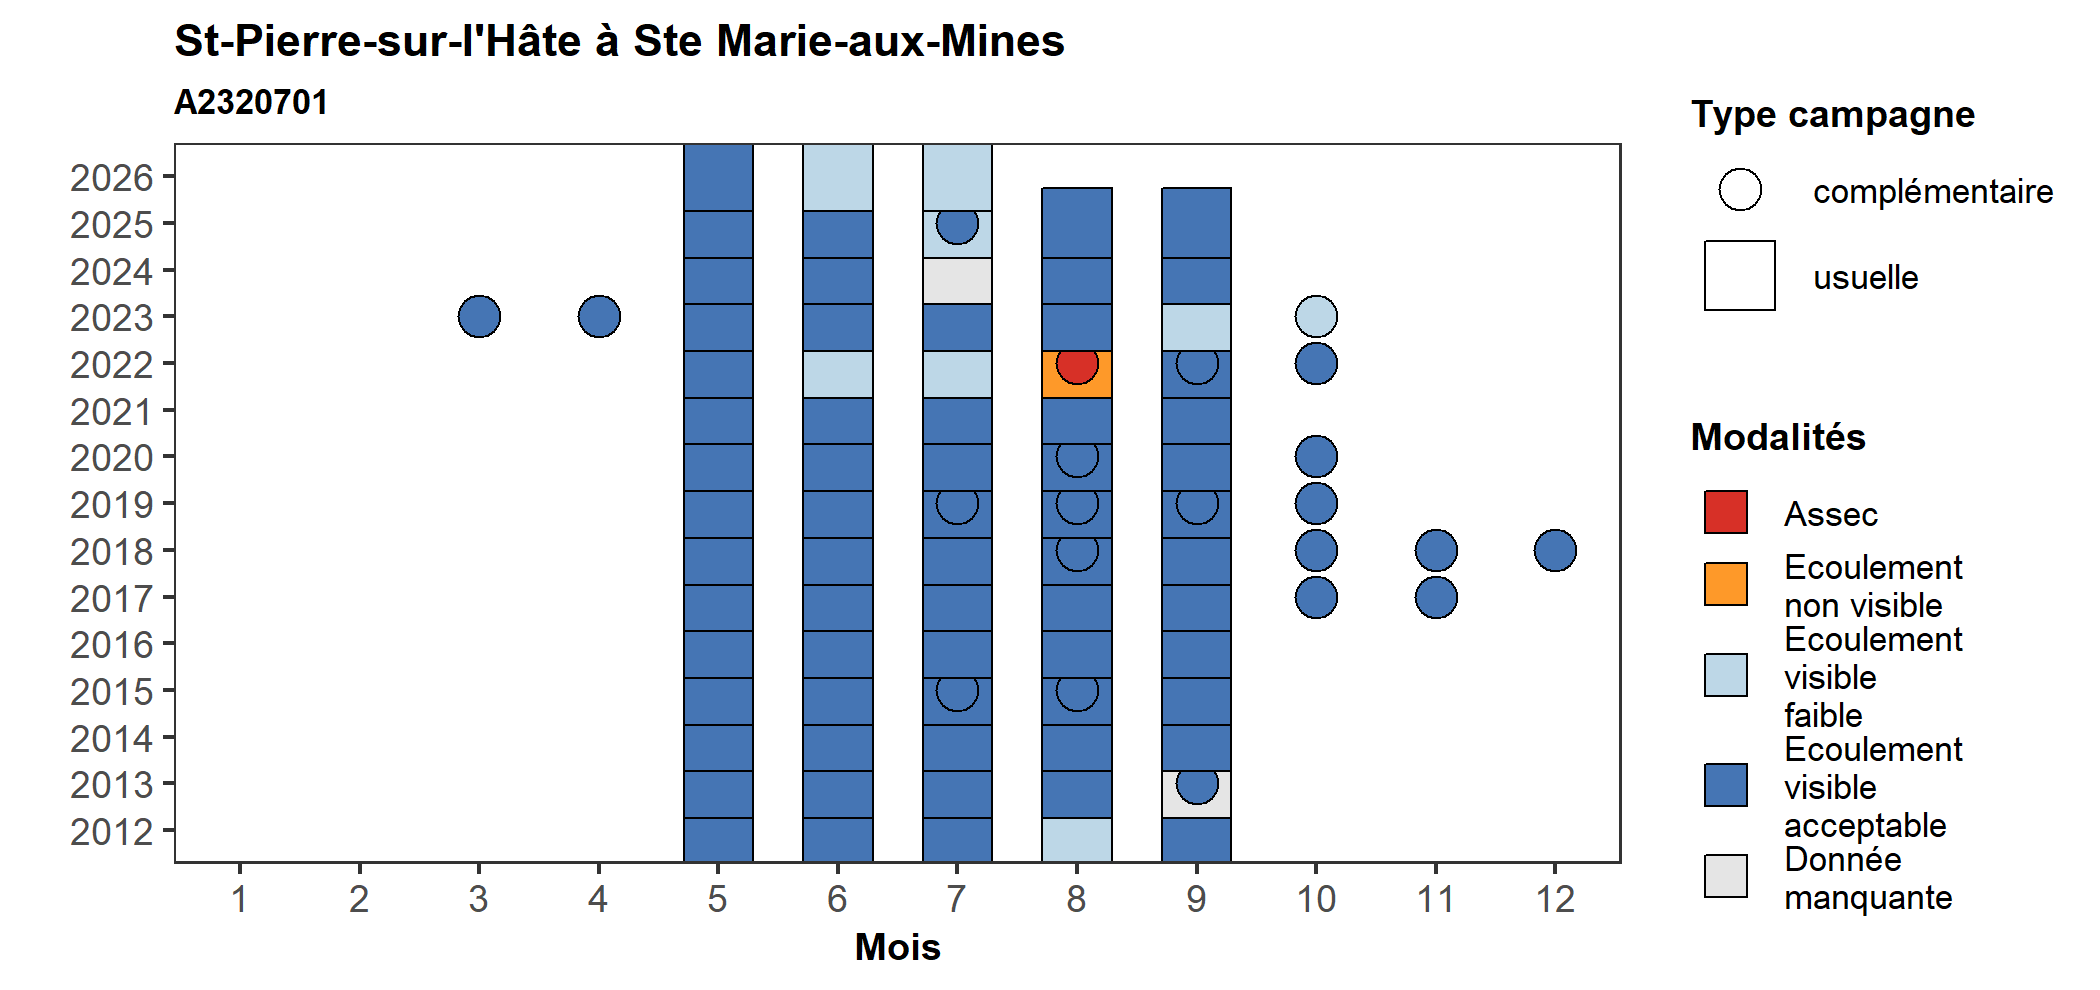 St-Pierre-sur-l'Hâte à Ste Marie-aux-Mines
A2320701
2026
2025
2024
2023
2022
2021
2020
2019
2018
2017
2016
2015
2014
2013
2012
1 2 3 4 5 6 7 8 9 10 11 12
Mois
Type campagne
complémentaire
usuelle
Modalités
Assec
Ecoulement
non visible
Ecoulement
visible
faible
Ecoulement
visible
acceptable
Donnée
manquante